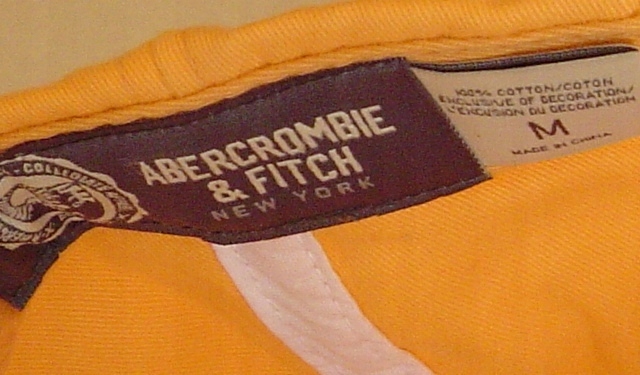 ABERCROMBIE
& FITCH
NEW YORK
100% COTTON/COTON
EXCLUSIVE OF DECORATION/
L'EXCLUSION DU DECORATION
M
MADE IN CHINA